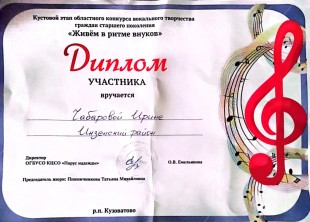 Кустовой этап областного конкурса вокального творчества
граждан старшего поколения
«Живём в ритме внуков»
Диплом
УЧАСТНИКА
вручается
Чабаровой Ирине
Инзенский район
Директор
ОГБУСО КЦСО «Парус надежды» О.В. Емельянова
Председатель жюри: Пшеничникова Татьяна Михайловна
р.п. Кузоватово